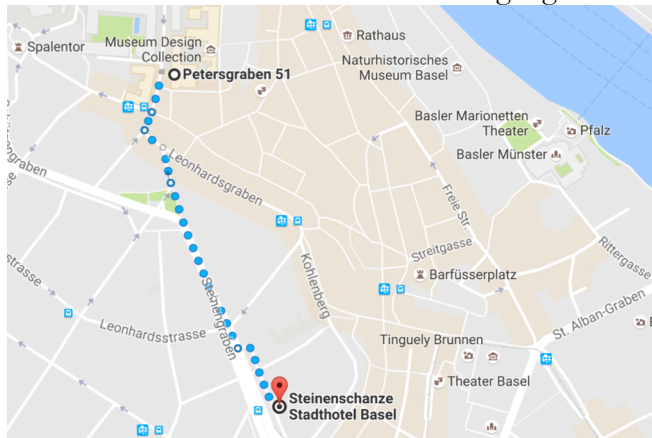 Rathaus
Spalentor
Museum Design
Collection
Naturhistorisches
Museum Basel
Petersgraben 51
Basler Marionetten
Theater
Pfalz
Basler Münster
Leonhardsgraben
Freie Str.
Rittergasse
Streitgasse
Kohlenberg
Barfüsserplatz
Steinengraben
St. Alban-Graben
Leonhardsstrasse
Tinguely Brunnen
Theater Basel
Steinenschanze
Stadthotel Basel